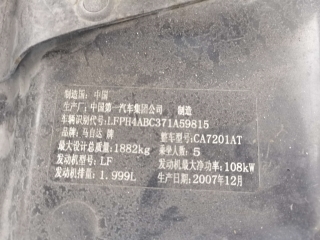 制造国：中国
生产厂：中国第一汽车集团公司 制造
车辆识别代号：LFPH4ABC371A59815
品牌：马自达 牌 整车型号：CA7201AT
最大设计总质量：1882kg 乘坐人数：5
发动机型号：LF 发动机最大净功率：108kW
发动机排量：1.999L 生产日期：2007年12月